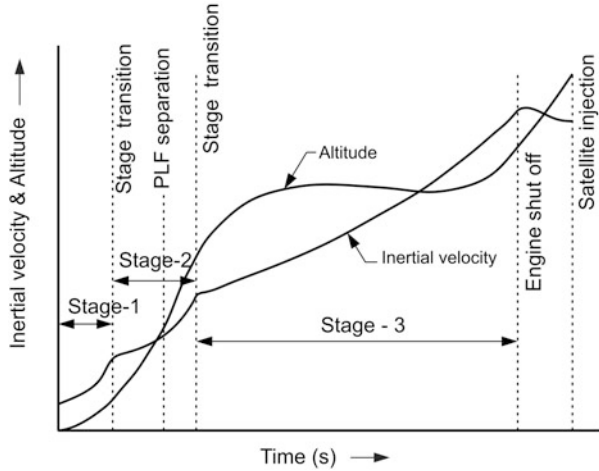 Inertial velocity & Altitude
Stage transition
PLF separation
Stage transition
Engine shut off
Satellite injection
Altitude
Inertial velocity
Stage-2
Stage-1
Stage - 3
Time (s)